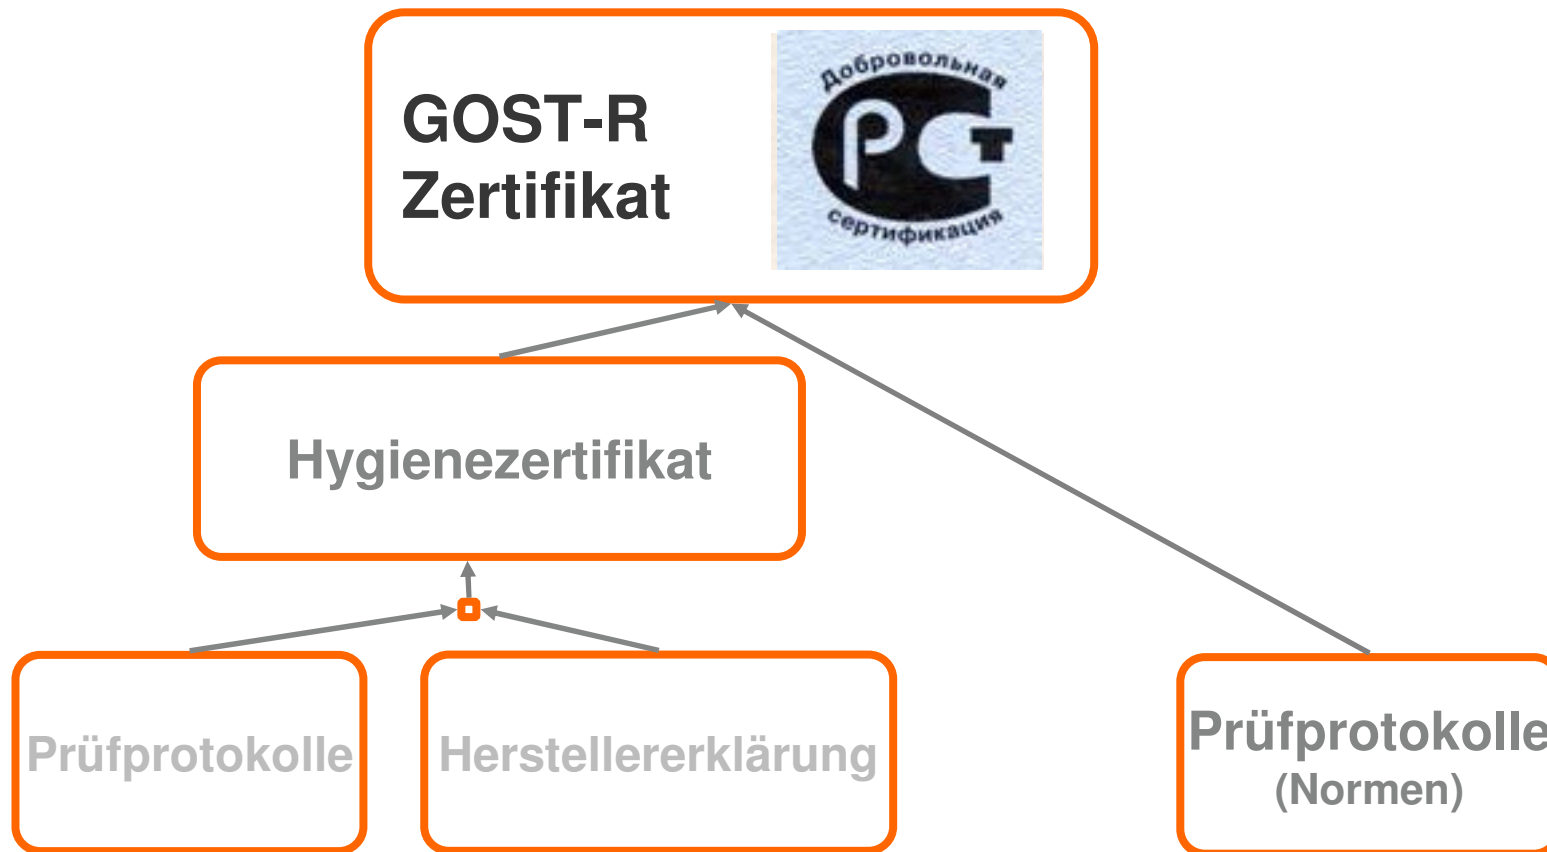 GOST-R
Zertifikat
Добровольная
РСТ
сертификация
Hygienezertifikat
Prüfprotokolle
Herstellererklärung
Prüfprotokolle
(Normen)